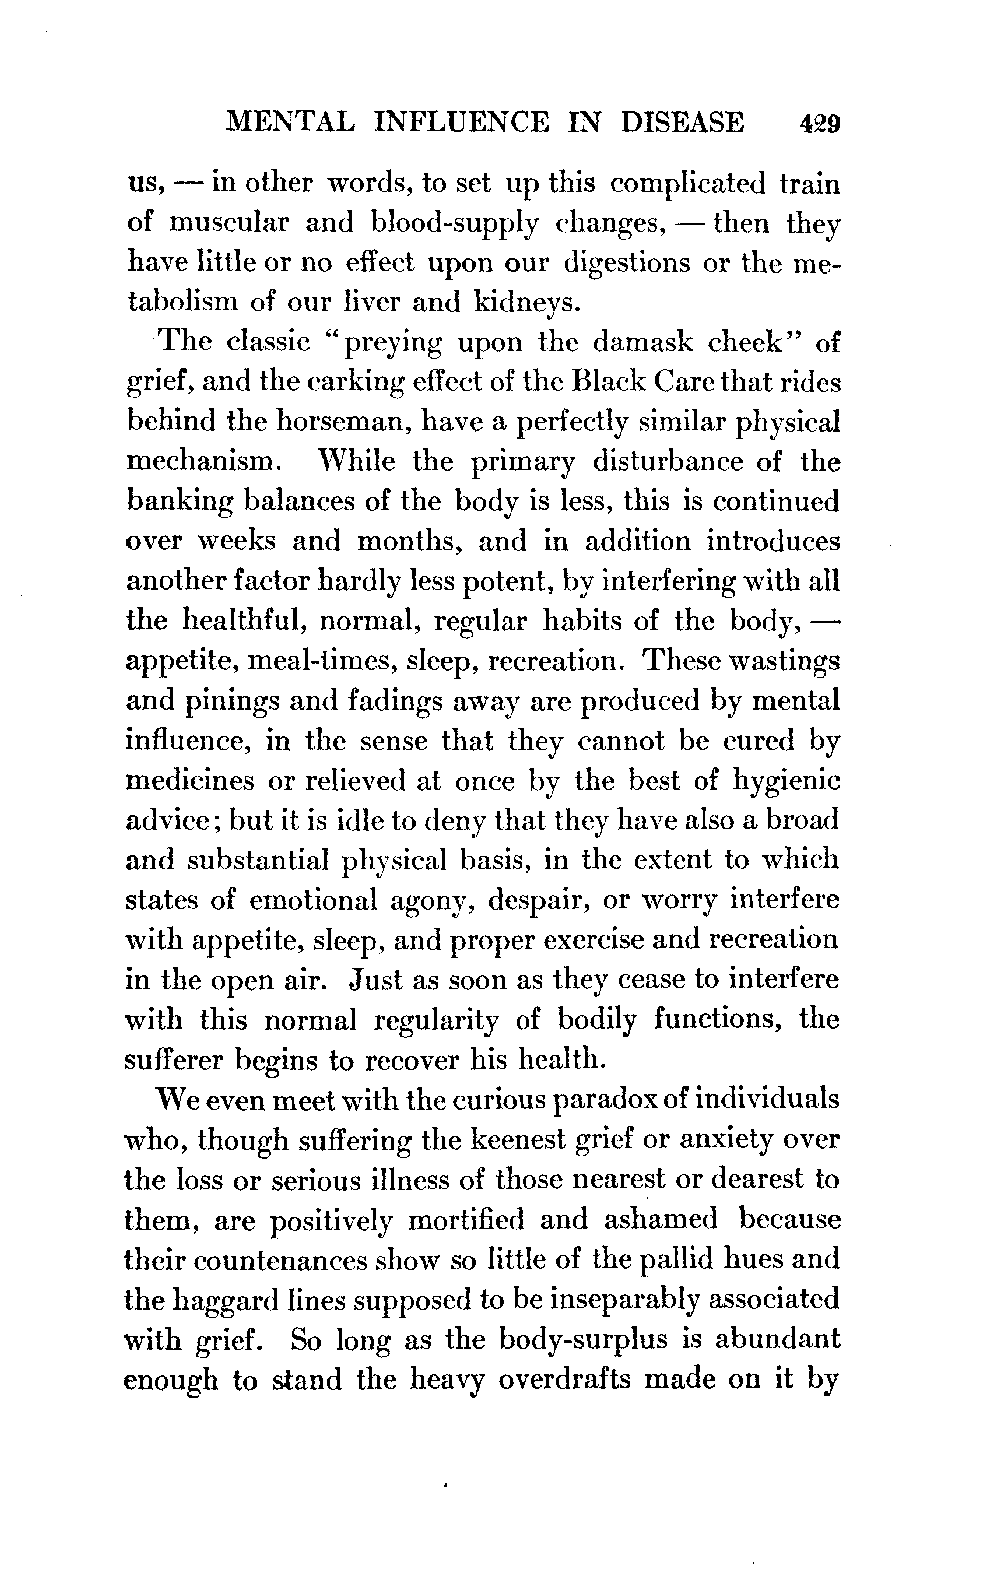 MENTAL INFLUENCE IN DISEASE 429
us, — in other words, to set up this complicated train
of muscular and blood-supply changes, — then they
have little or no effect upon our digestions or the me-
tabolism of our liver and kidneys.
The classic “preying upon the damask cheek” of
grief, and the carking effect of the Black Care that rides
behind the horseman, have a perfectly similar physical
mechanism. While the primary disturbance of the
banking balances of the body is less, this is continued
over weeks and months, and in addition introduces
another factor hardly less potent, by interfering with all
the healthful, normal, regular habits of the body, —
appetite, meal-times, sleep, recreation. These wastings
and pinings and fadings away are produced by mental
influence, in the sense that they cannot be cured by
medicines or relieved at once by the best of hygienic
advice; but it is idle to deny that they have also a broad
and substantial physical basis, in the extent to which
states of emotional agony, despair, or worry interfere
with appetite, sleep, and proper exercise and recreation
in the open air. Just as soon as they cease to interfere
with this normal regularity of bodily functions, the
sufferer begins to recover his health.
We even meet with the curious paradox of individuals
who, though suffering the keenest grief or anxiety over
the loss or serious illness of those nearest or dearest to
them, are positively mortified and ashamed because
their countenances show so little of the pallid hues and
the haggard lines supposed to be inseparably associated
with grief. So long as the body-surplus is abundant
enough to stand the heavy overdrafts made on it by